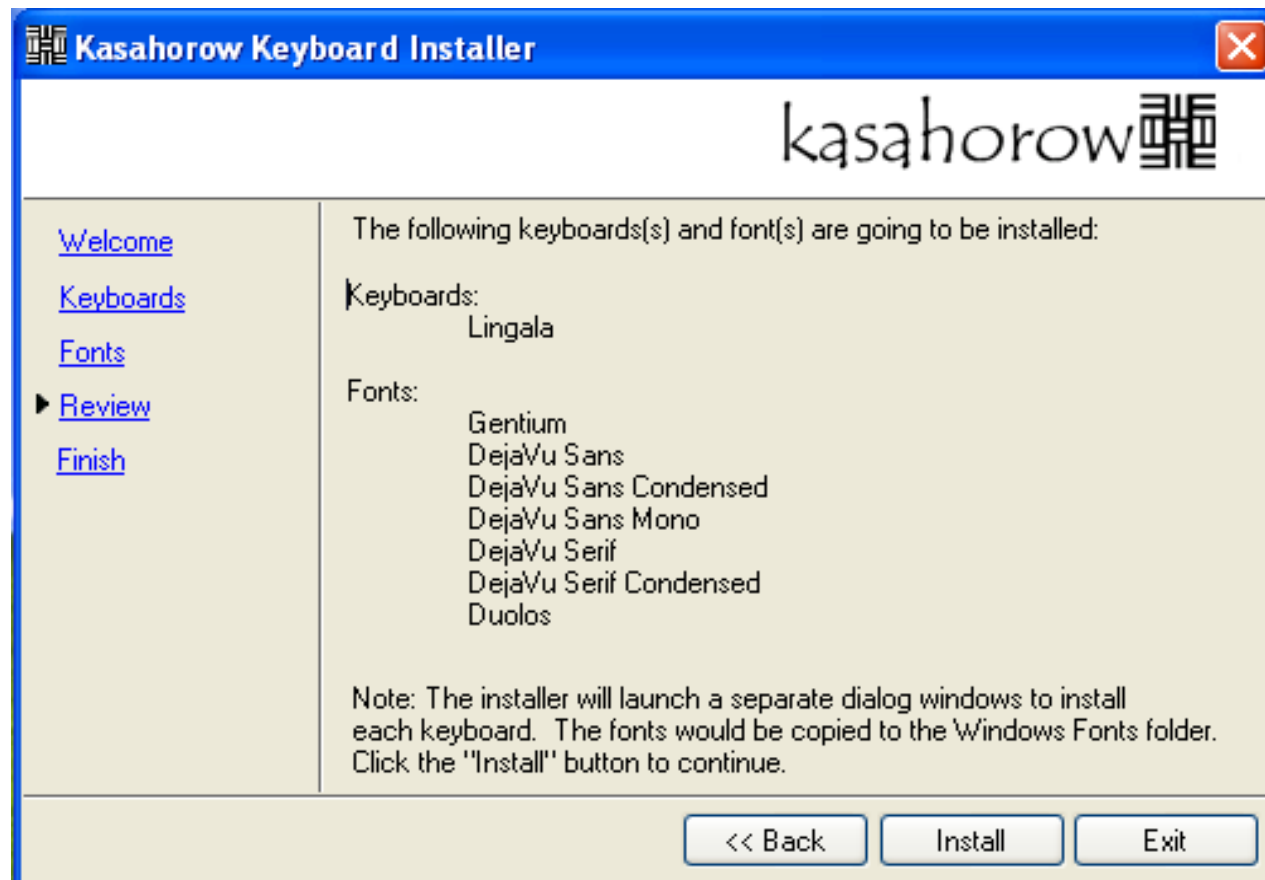 Kasahorow Keyboard Installer
kasahorow
Welcome
Keyboards
Fonts
Review
Finish
The following keyboards(s) and font(s) are going to be installed:
Keyboards:
Lingala
Fonts:
Gentium
DejaVu Sans
DejaVu Sans Condensed
DejaVu Sans Mono
DejaVu Serif
DejaVu Serif Condensed
Duolos
Note: The installer will launch a separate dialog windows to install
each keyboard.  The fonts would be copied to the Windows Fonts folder.
Click the "Install" button to continue.
<< Back
Install
Exit